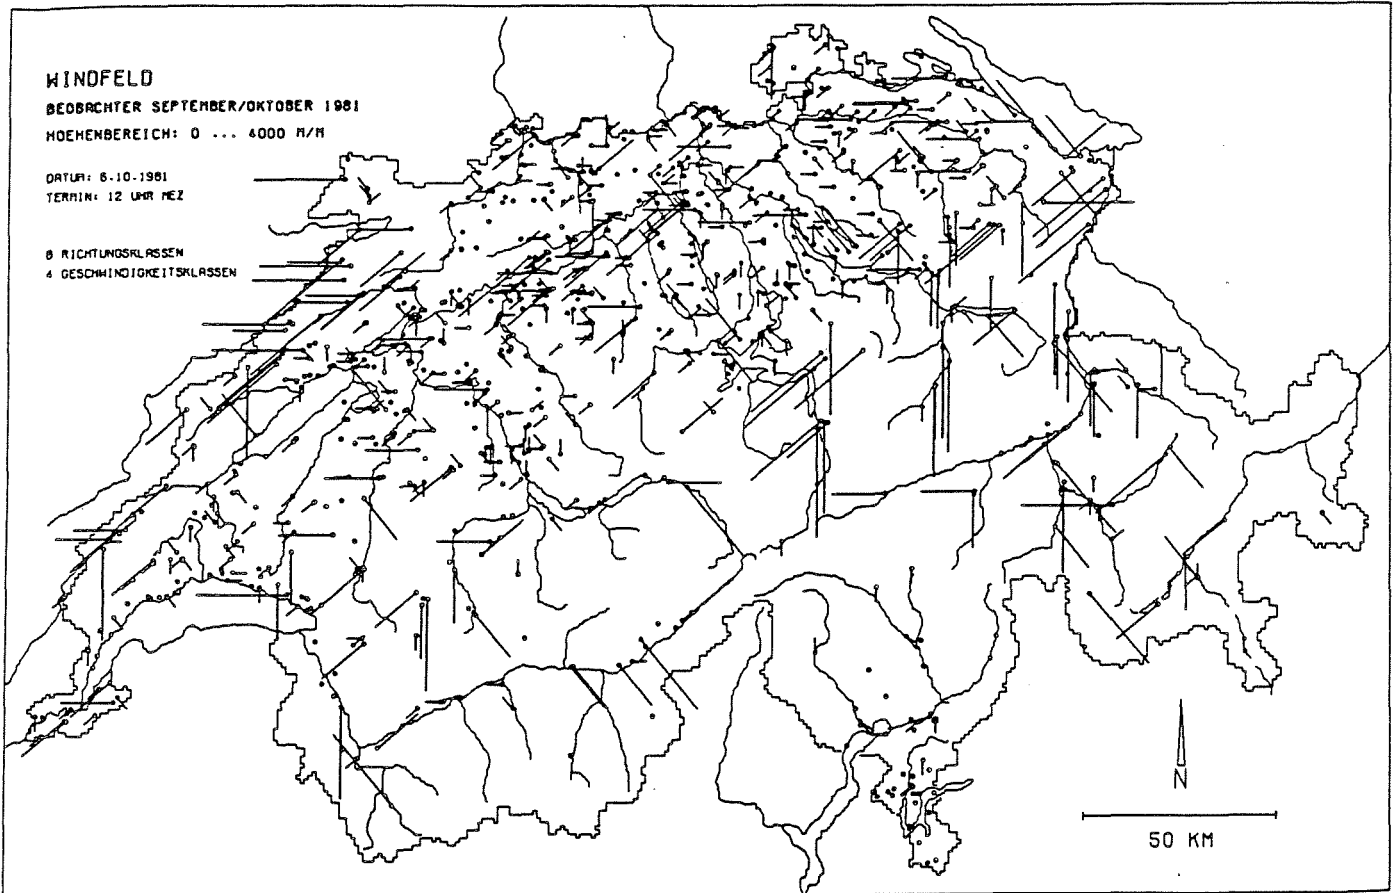 WINDFELD
BEOBACHTER SEPTEMBER/OKTOBER 1981
HOEHENBEREICH: 0 ... 4000 M/M
DATUM: 6.10.1981
TERMIN: 12 UHR MEZ
8 RICHTUNGSKLASSEN
4 GESCHWINDIGKEITSKLASSEN
N
50 KM